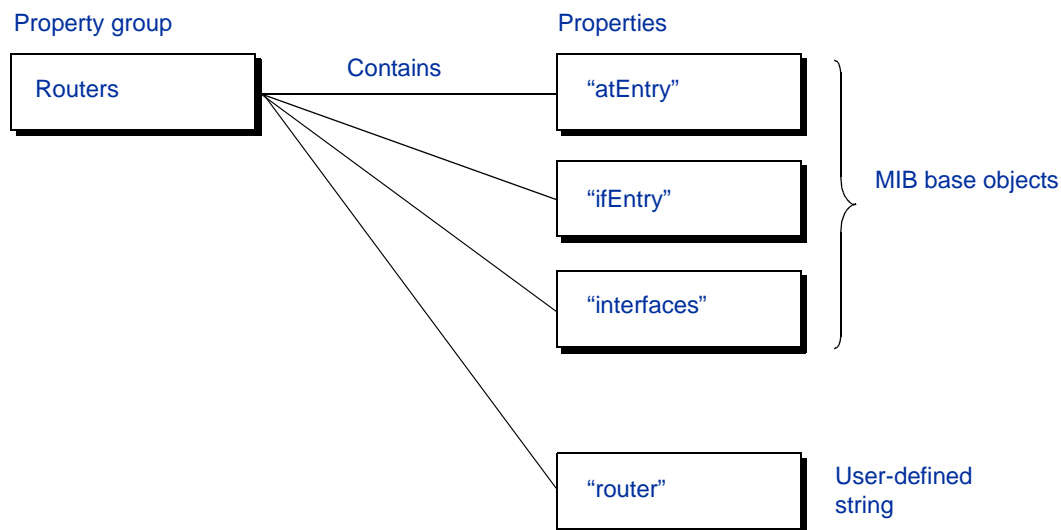 Property group
Properties
Routers
Contains
“atEntry”
“ifEntry”
MIB base objects
“interfaces”
“router”
User-defined
string